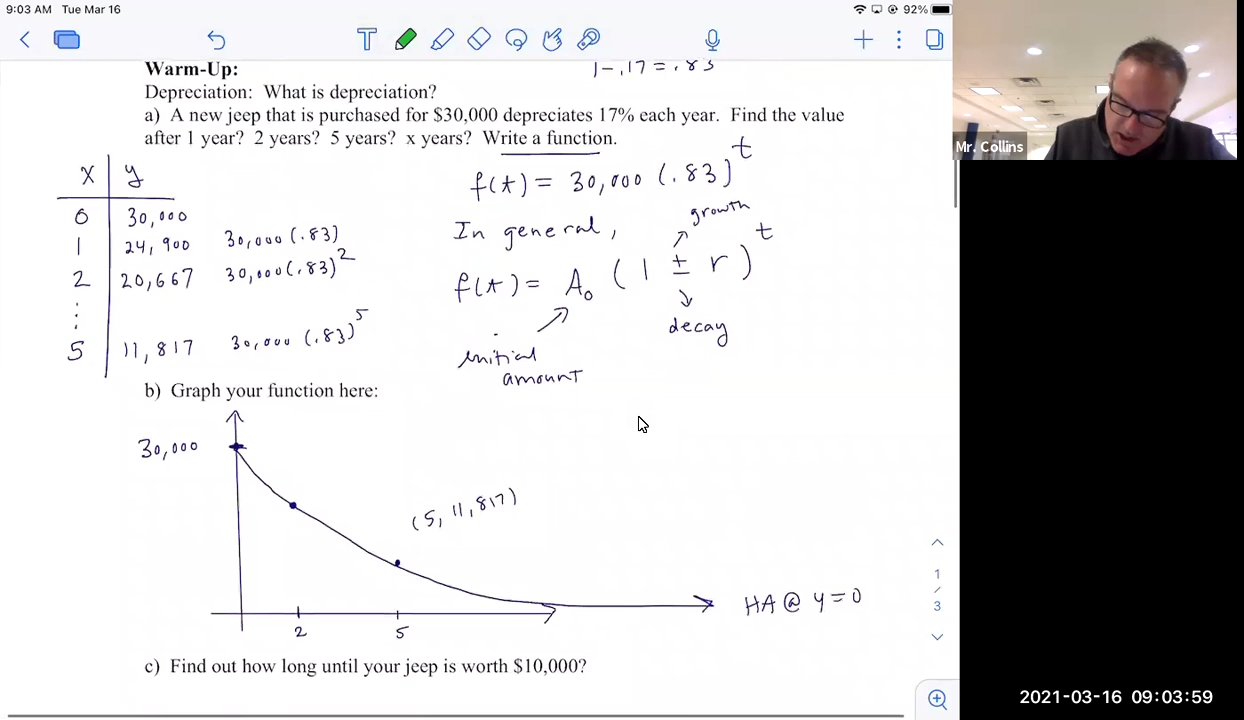 9:03 AM Tue Mar 16
92%
1 - .17 = .83
Warm-Up:
Depreciation: What is depreciation?
a) A new jeep that is purchased for $30,000 depreciates 17% each year. Find the value
after 1 year? 2 years? 5 years? x years? Write a function.
x y
0 30,000
1 24,900 30,000 (.83)
2 20,667 30,000 (.83)^2
⋮
5 11,817 30,000 (.83)^5
f(t) = 30,000 (.83)^t
In general,
growth
f(t) = A₀ ( 1 ± r )^t
decay
initial
amount
b) Graph your function here:
30,000
(5, 11,817)
2 5
HA @ y=0
c) Find out how long until your jeep is worth $10,000?
T
1
/
3
Mr. Collins
2021-03-16 09:03:59